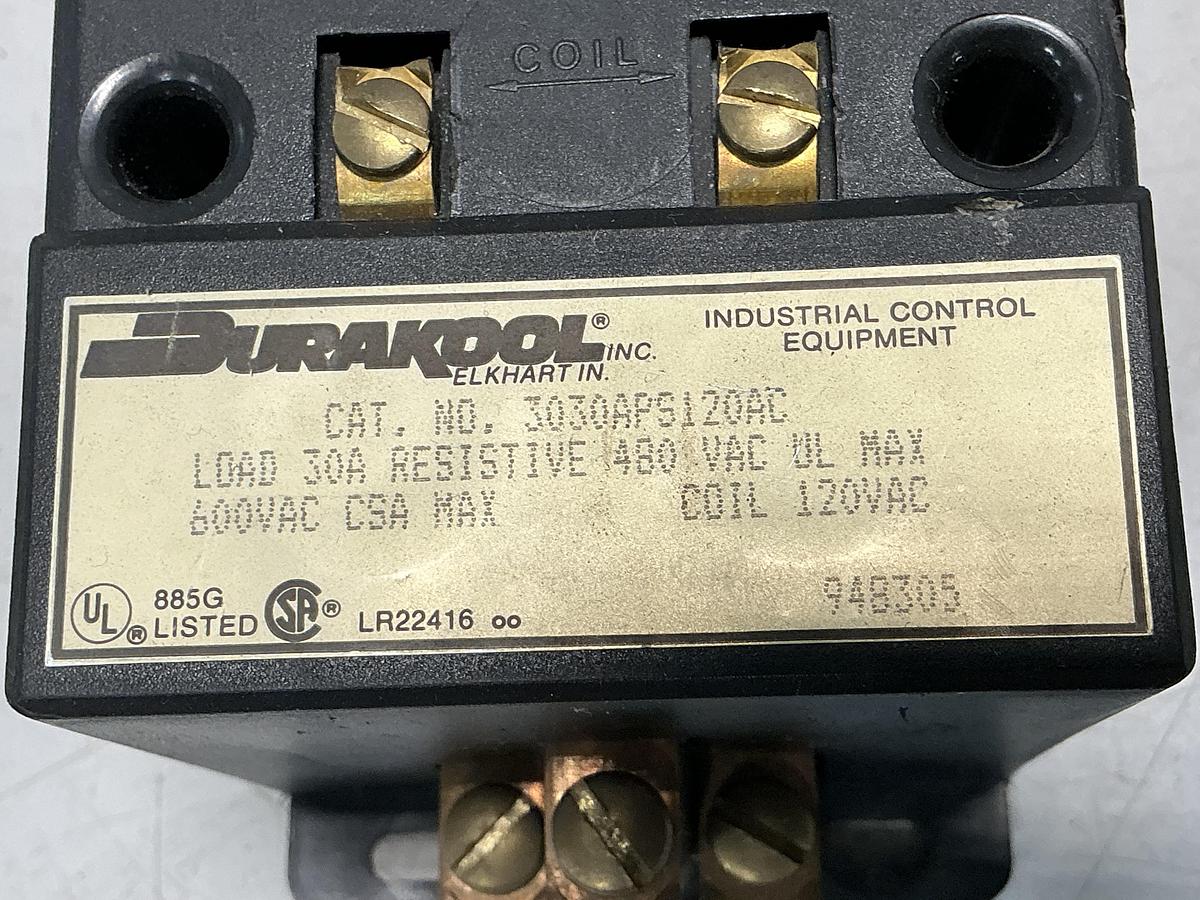 COIL
DURAKOOL® INC.
ELKHART IN.
INDUSTRIAL CONTROL
EQUIPMENT
CAT. NO. 3030APS120AC
LOAD 30A RESISTIVE 480 VAC UL MAX
600VAC CSA MAX COIL 120VAC
948305
UL® 885G
LISTED SA® LR22416 oo